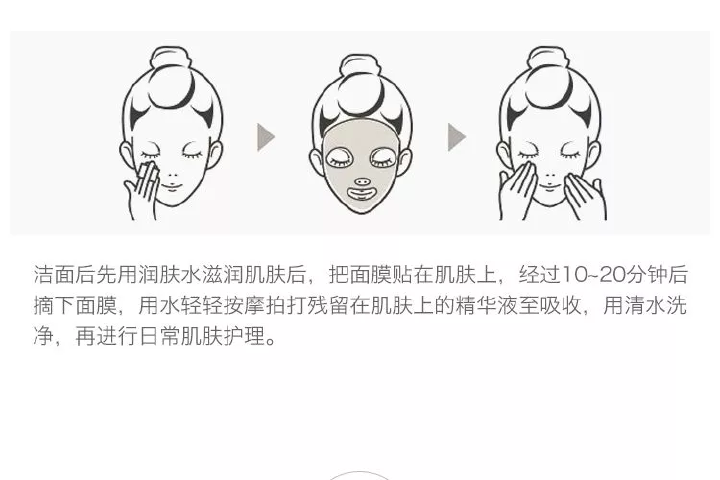 洁面后先用润肤水滋润肌肤后，把面膜贴在肌肤上，经过10~20分钟后
摘下面膜，用水轻轻按摩拍打残留在肌肤上的精华液至吸收，用清水洗
净，再进行日常肌肤护理。